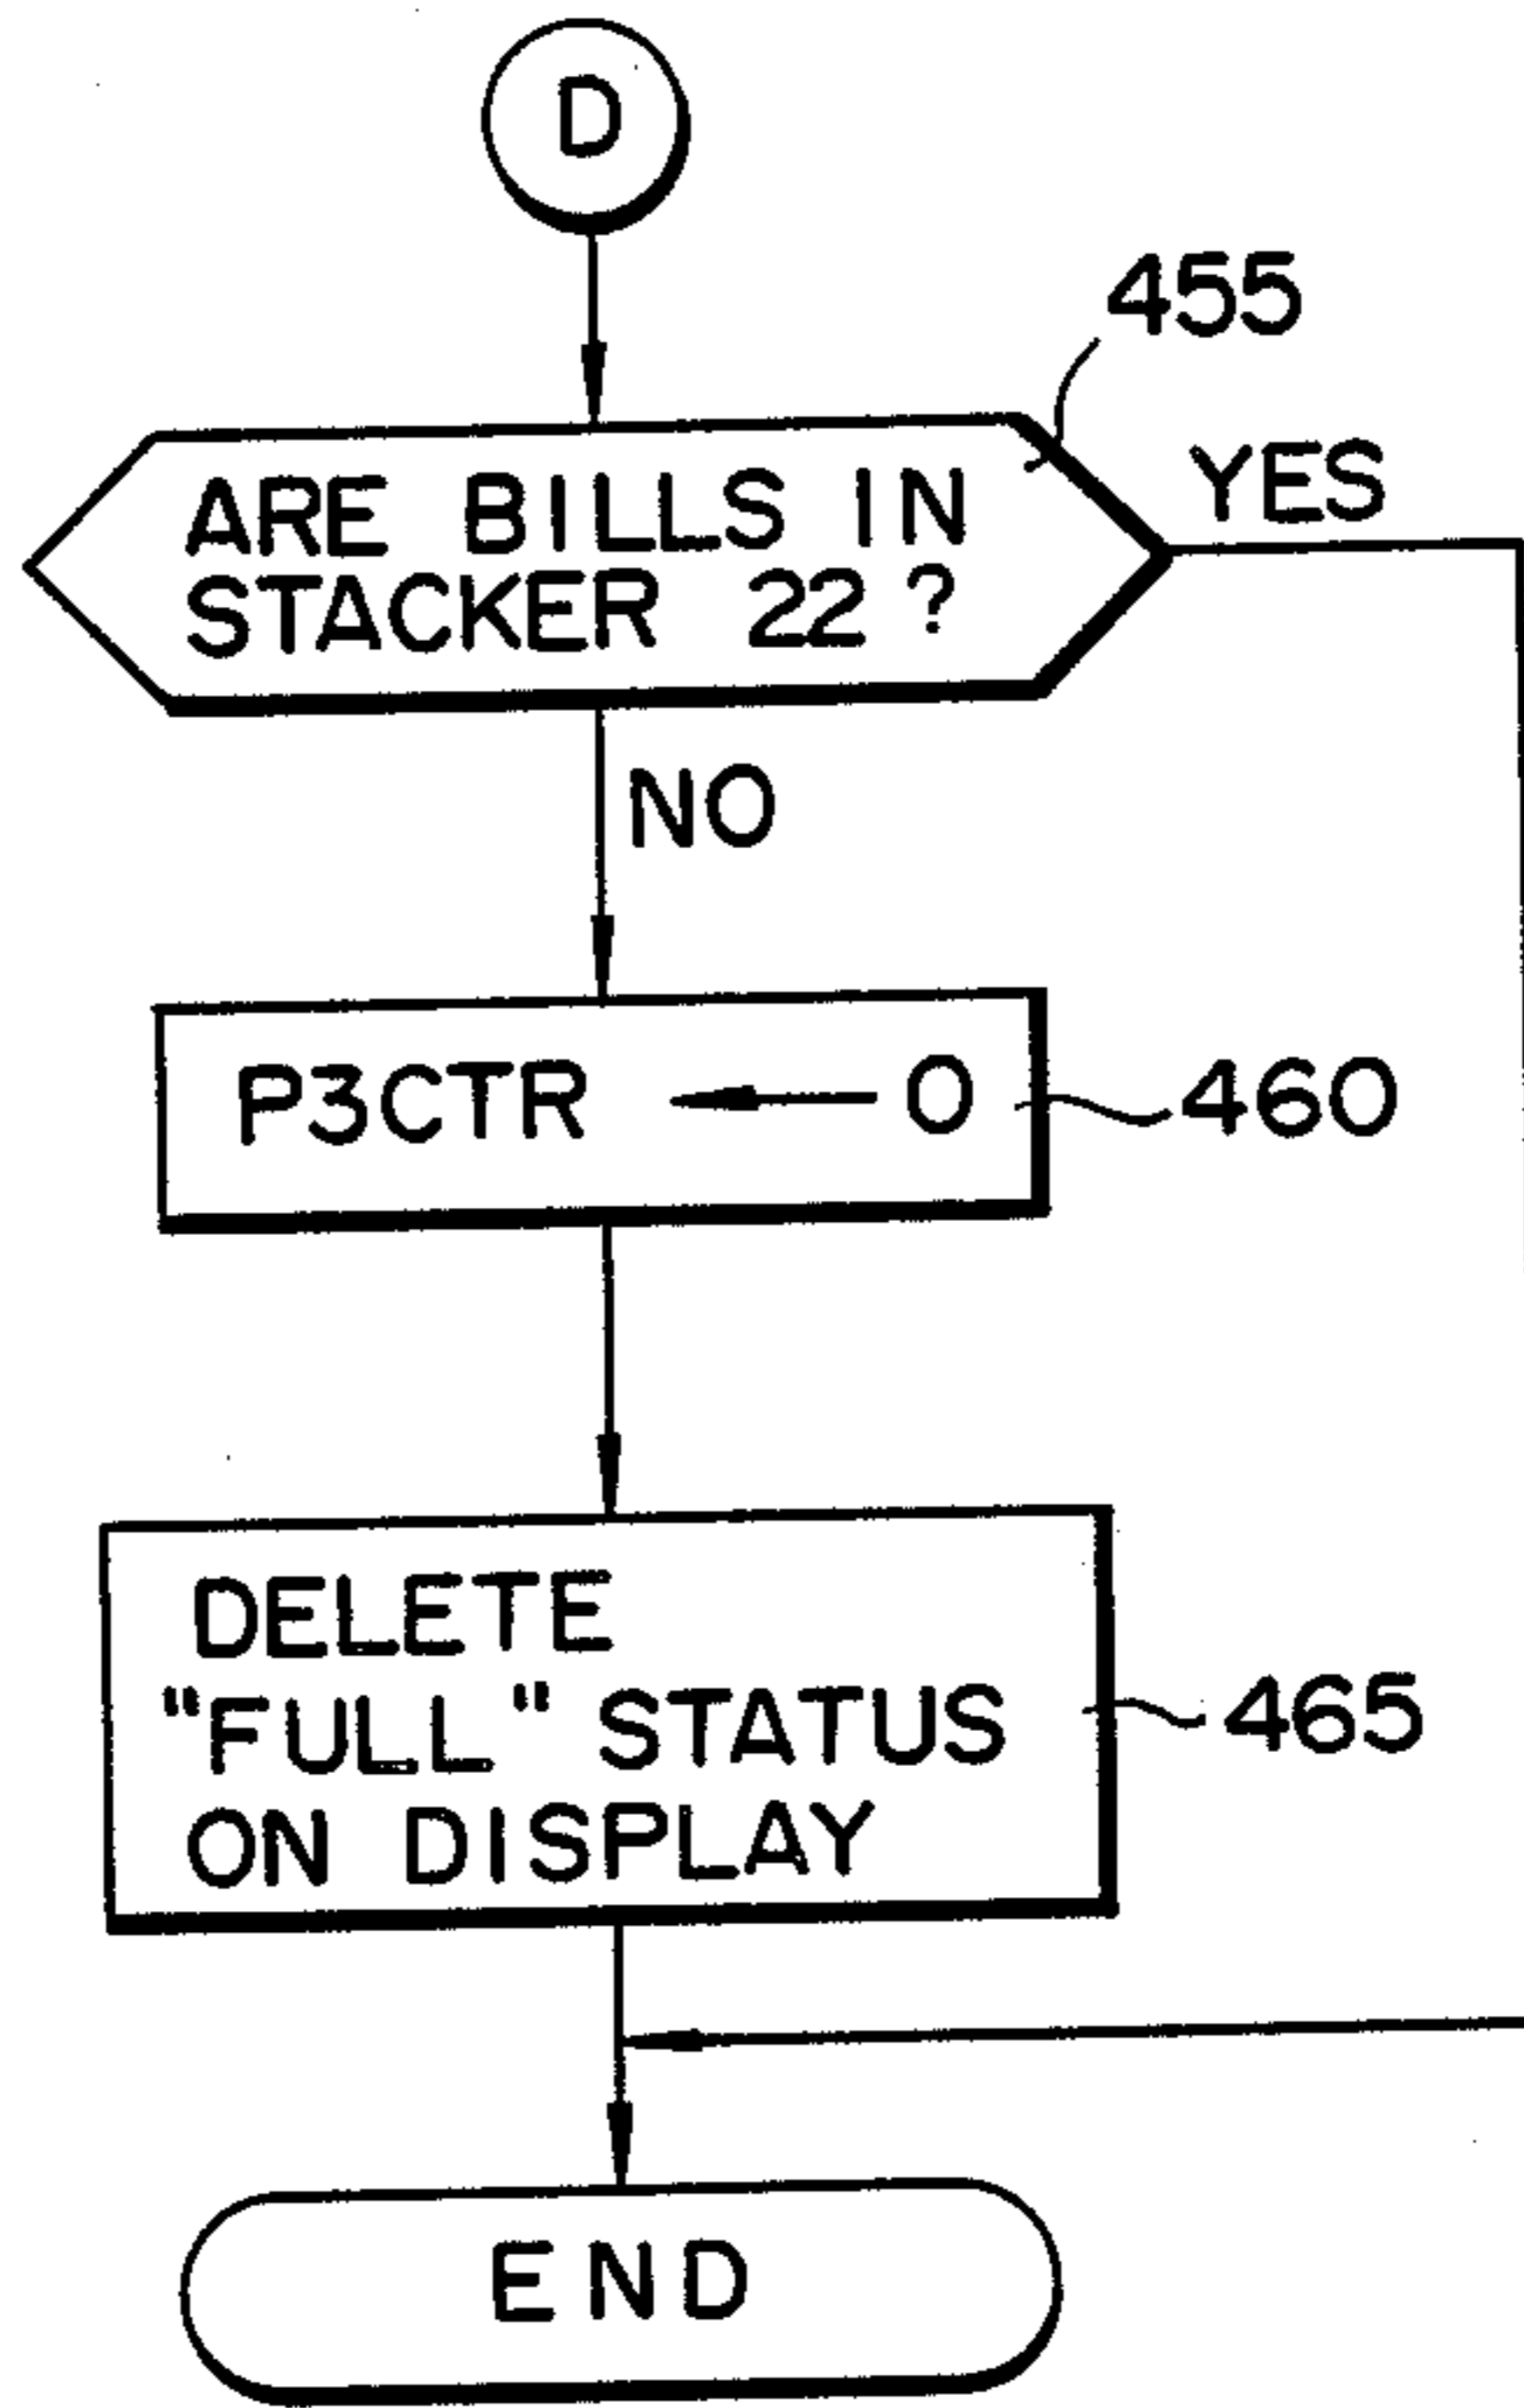 D
455
ARE BILLS IN
STACKER 22 ?
YES
NO
P3CTR ← 0
460
DELETE
"FULL" STATUS
ON DISPLAY
465
END